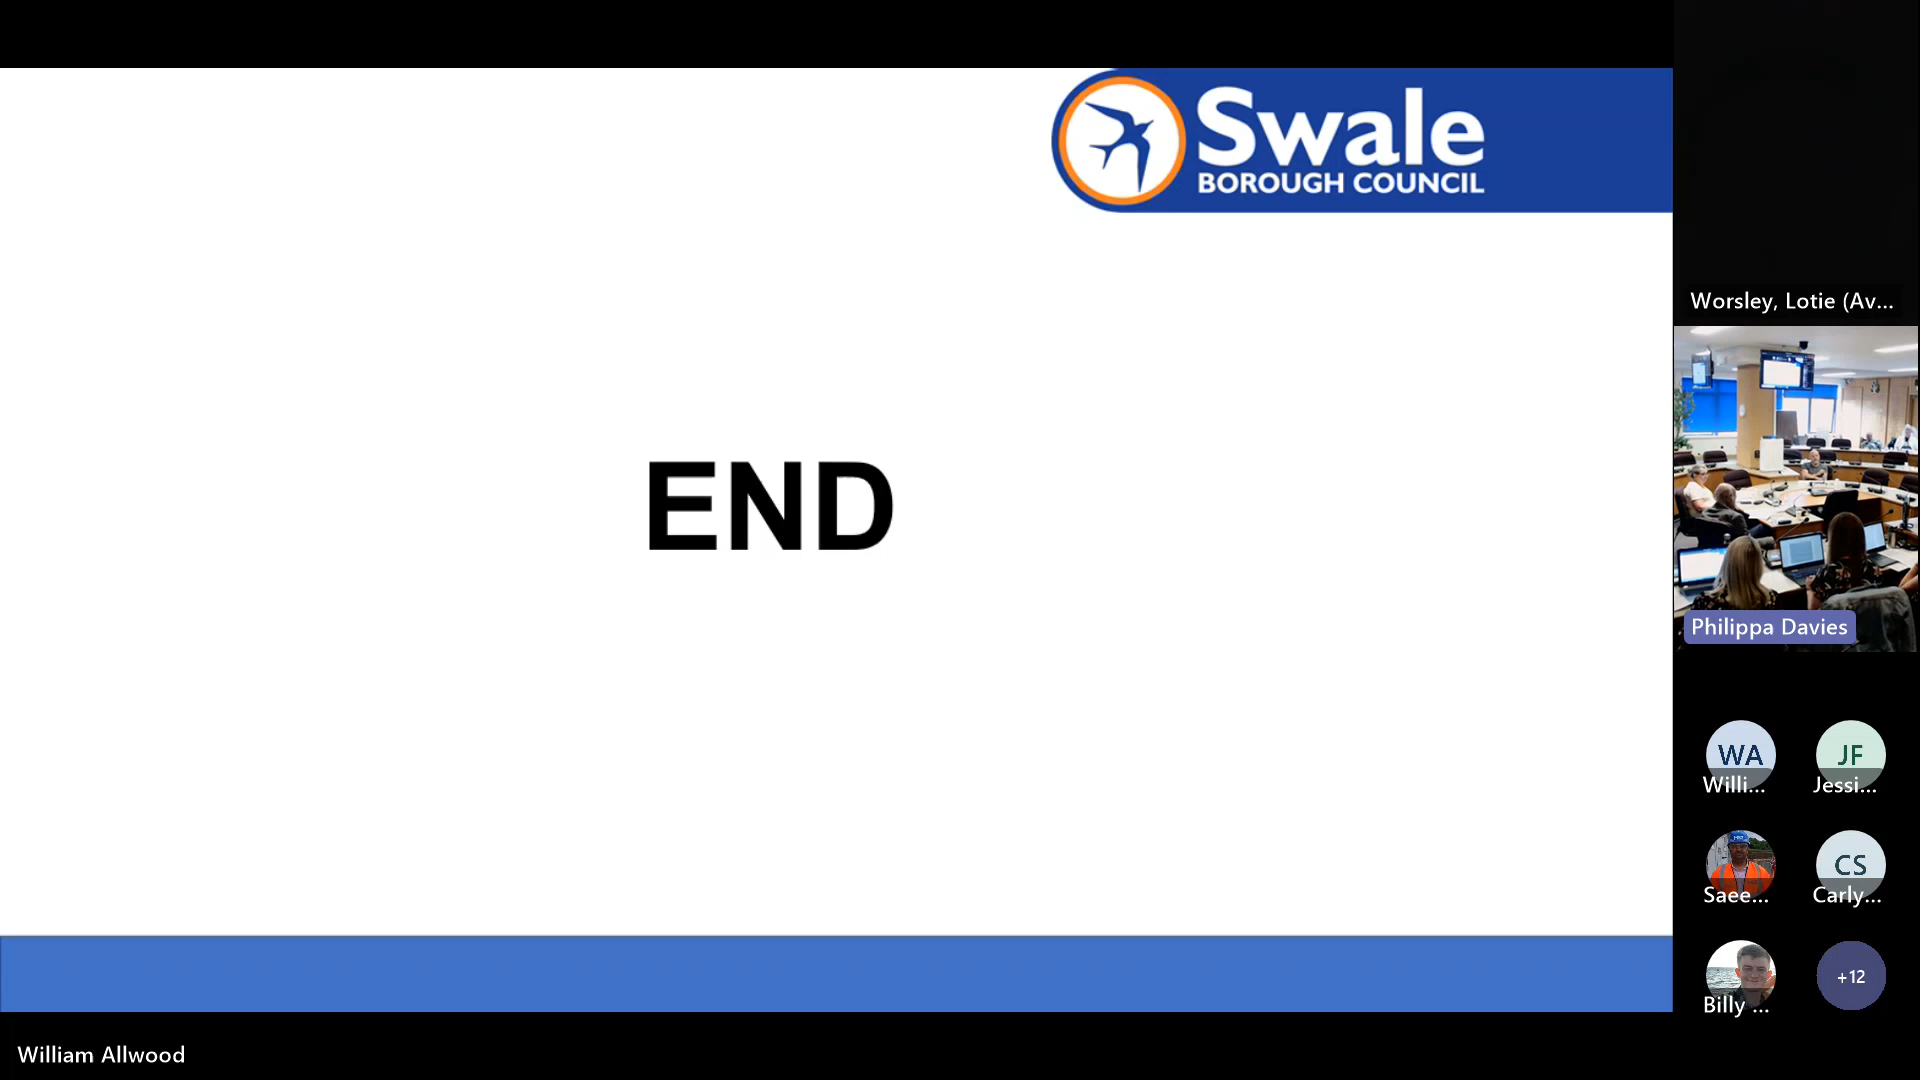 Swale
BOROUGH COUNCIL
END
Worsley, Lotie (Av...
Philippa Davies
WA
Willi...
JF
Jessi...
Saee...
CS
Carly...
Billy ...
+12
William Allwood